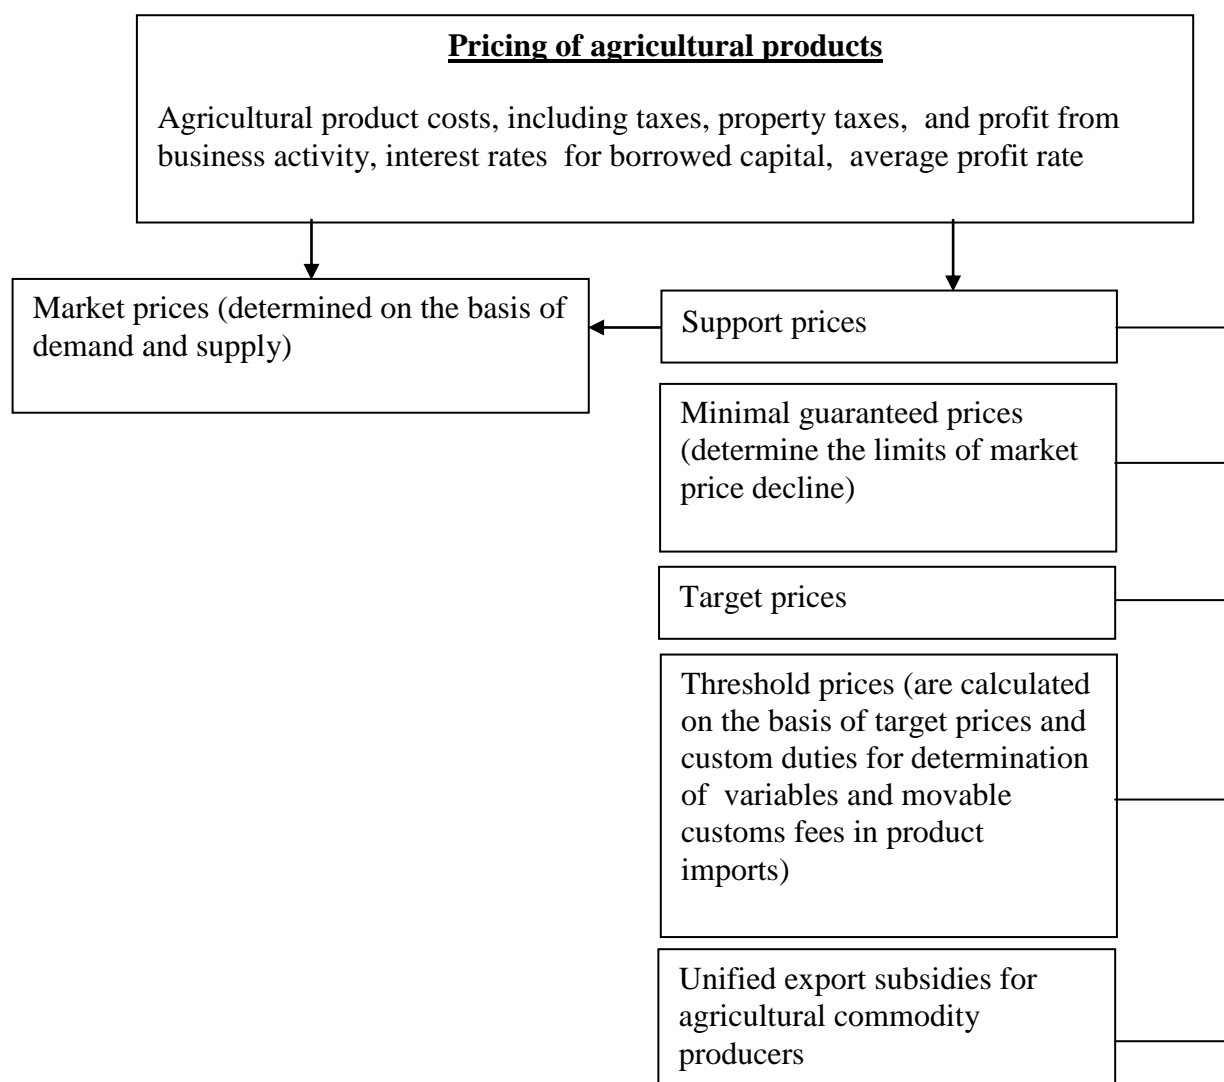 Pricing of agricultural products
Agricultural product costs, including taxes, property taxes, and profit from
business activity, interest rates for borrowed capital, average profit rate
Market prices (determined on the basis of
demand and supply)
Support prices
Minimal guaranteed prices
(determine the limits of market
price decline)
Target prices
Threshold prices (are calculated
on the basis of target prices and
custom duties for determination
of variables and movable
customs fees in product
imports)
Unified export subsidies for
agricultural commodity
producers